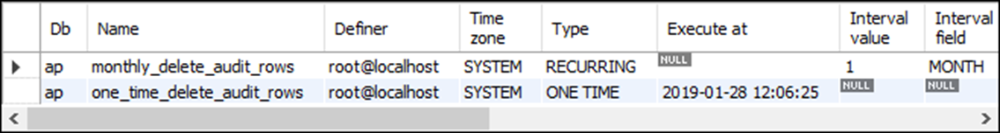 Db Name Definer Time zone Type Execute at Interval value Interval field
ap monthly_delete_audit_rows root@localhost SYSTEM RECURRING NULL 1 MONTH
ap one_time_delete_audit_rows root@localhost SYSTEM ONE TIME 2019-01-28 12:06:25 NULL NULL